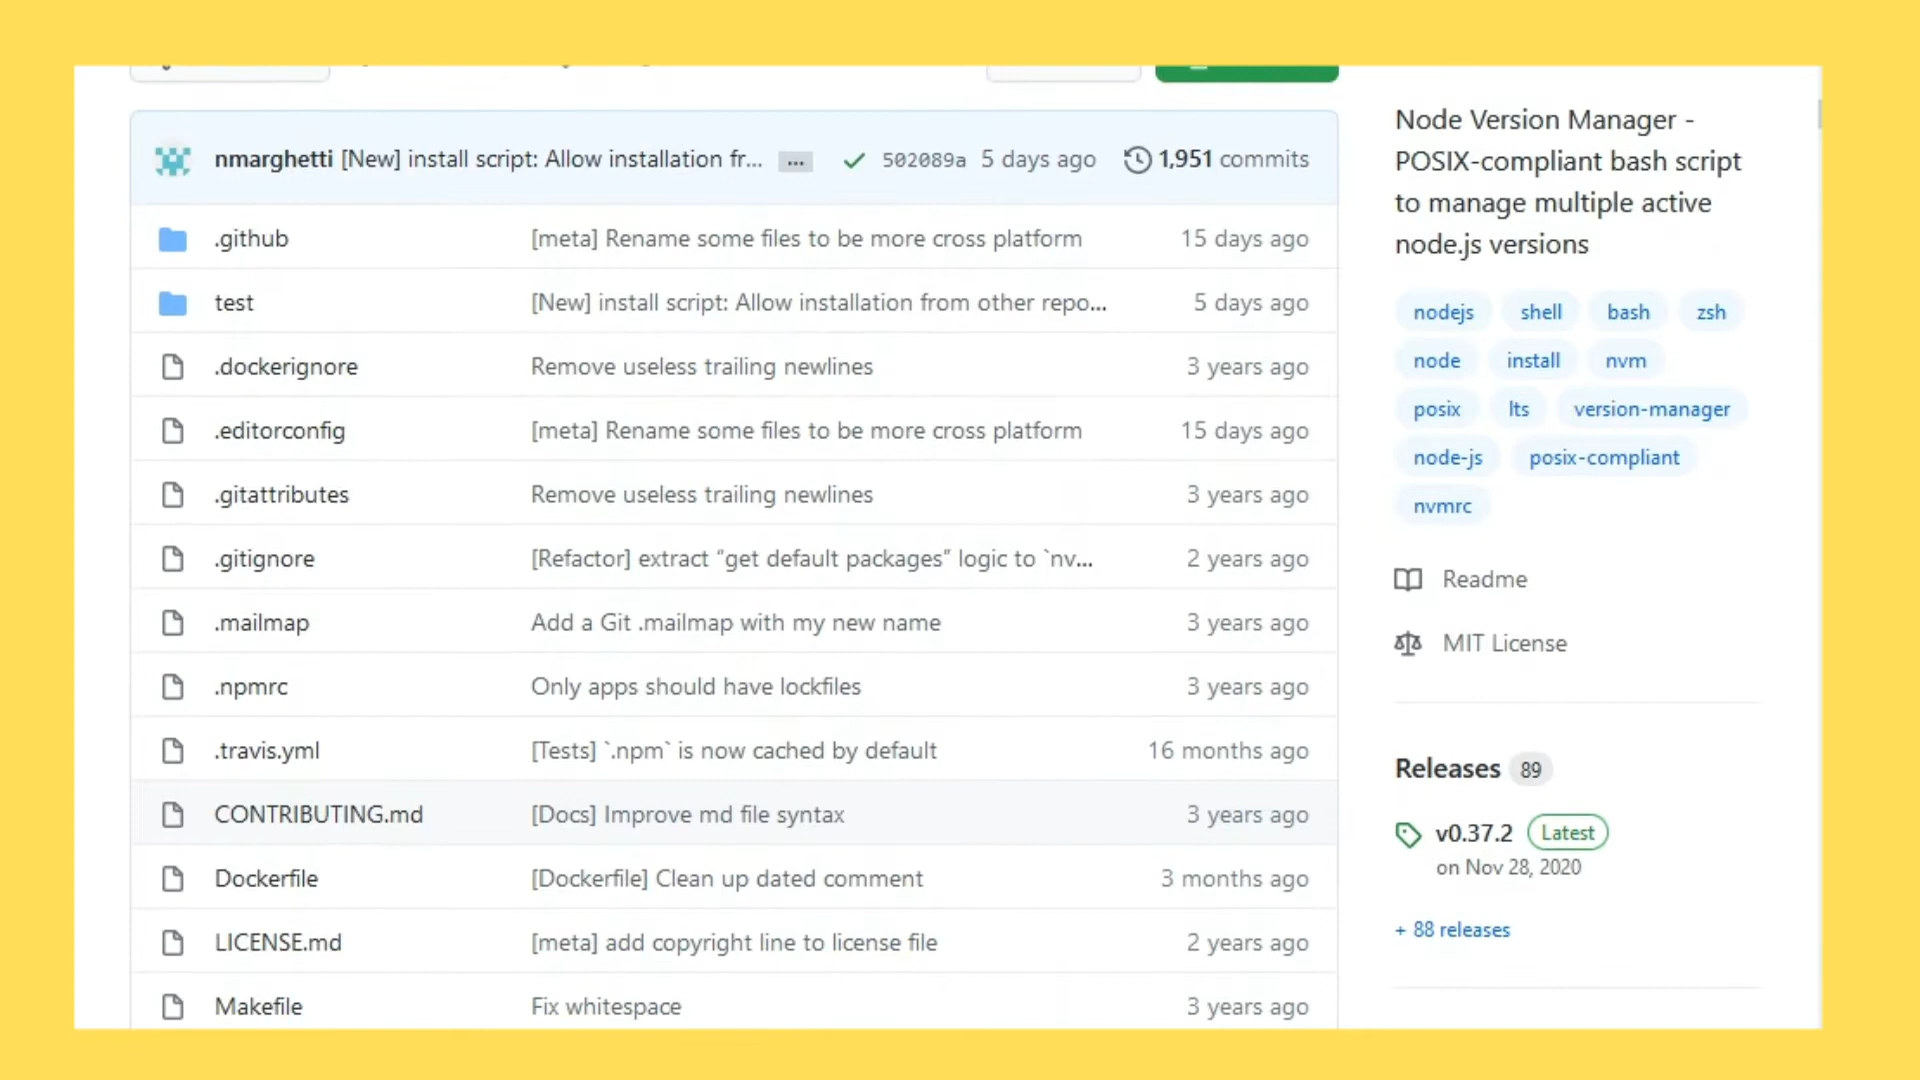 nmarghetti [New] install script: Allow installation fr... ... 502089a 5 days ago 1,951 commits
.github [meta] Rename some files to be more cross platform 15 days ago
test [New] install script: Allow installation from other repo... 5 days ago
.dockerignore Remove useless trailing newlines 3 years ago
.editorconfig [meta] Rename some files to be more cross platform 15 days ago
.gitattributes Remove useless trailing newlines 3 years ago
.gitignore [Refactor] extract “get default packages” logic to `nv... 2 years ago
.mailmap Add a Git .mailmap with my new name 3 years ago
.npmrc Only apps should have lockfiles 3 years ago
.travis.yml [Tests] `.npm` is now cached by default 16 months ago
CONTRIBUTING.md [Docs] Improve md file syntax 3 years ago
Dockerfile [Dockerfile] Clean up dated comment 3 months ago
LICENSE.md [meta] add copyright line to license file 2 years ago
Makefile Fix whitespace 3 years ago
Node Version Manager -
POSIX-compliant bash script
to manage multiple active
node.js versions
nodejs shell bash zsh
node install nvm
posix lts version-manager
node-js posix-compliant
nvmrc
Readme
MIT License
Releases 89
v0.37.2 Latest
on Nov 28, 2020
+ 88 releases